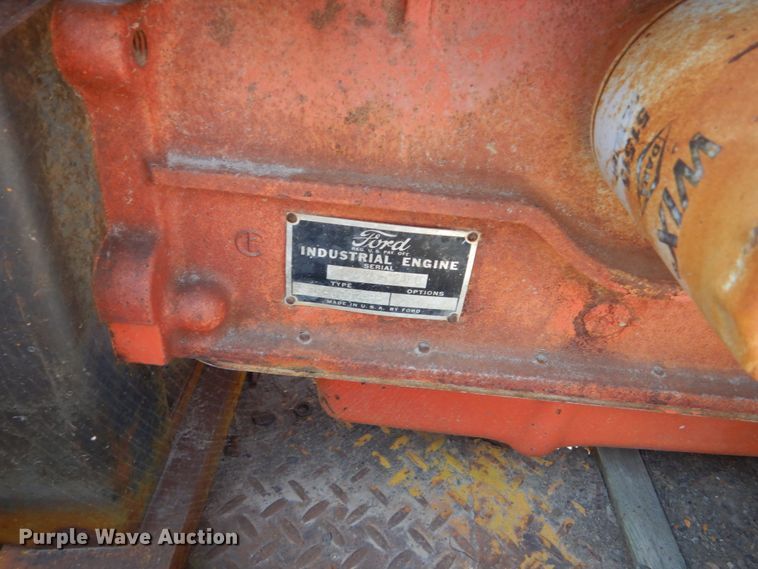 WIX
Ford
REG. U.S. PAT. OFF.
INDUSTRIAL ENGINE
SERIAL
TYPE OPTIONS
MADE IN U.S.A. BY FORD
Purple Wave Auction